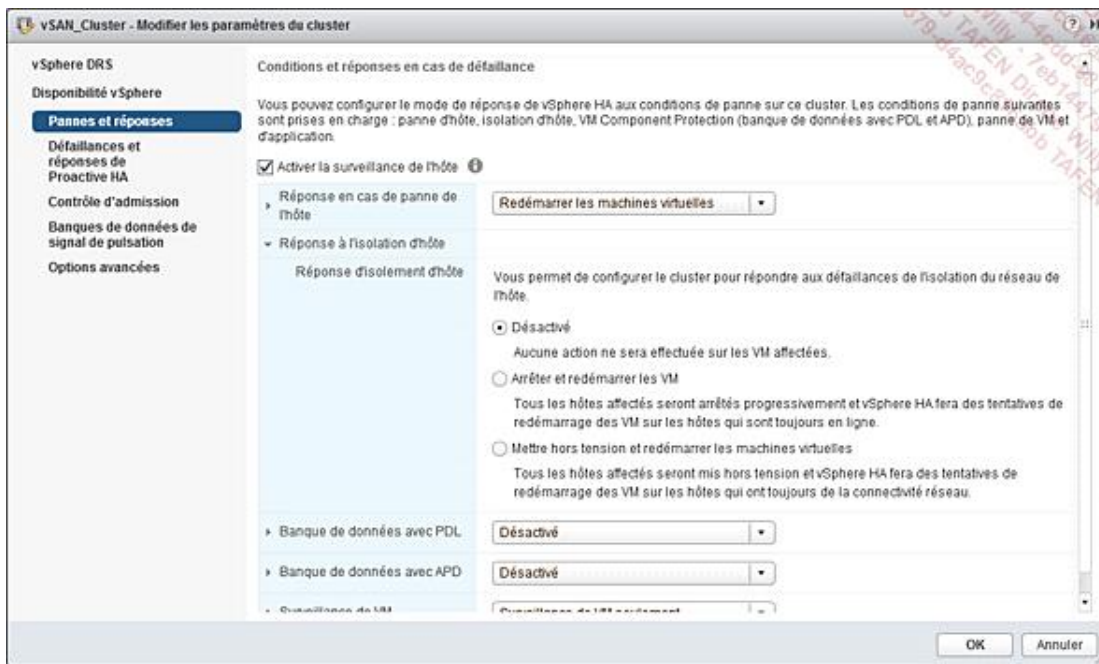 vSAN_Cluster - Modifier les paramètres du cluster
vSphere DRS
Disponibilité vSphere
Pannes et réponses
Défaillances et
réponses de
Proactive HA
Contrôle d'admission
Banques de données de
signal de pulsation
Options avancées
Conditions et réponses en cas de défaillance
Vous pouvez configurer le mode de réponse de vSphere HA aux conditions de panne sur ce cluster. Les conditions de panne suivantes
sont prises en charge : panne d'hôte, isolation d'hôte, VM Component Protection (banque de données avec PDL et APD), panne de VM et
d'application.
Activer la surveillance de l'hôte
Réponse en cas de panne de
l'hôte
Redémarrer les machines virtuelles
Réponse à l'isolation d'hôte
Réponse d'isolement d'hôte
Vous permet de configurer le cluster pour répondre aux défaillances de l'isolation du réseau de
l'hôte.
Désactivé
Aucune action ne sera effectuée sur les VM affectées.
Arrêter et redémarrer les VM
Tous les hôtes affectés seront arrêtés progressivement et vSphere HA fera des tentatives de
redémarrage des VM sur les hôtes qui sont toujours en ligne.
Mettre hors tension et redémarrer les machines virtuelles
Tous les hôtes affectés seront mis hors tension et vSphere HA fera des tentatives de
redémarrage des VM sur les hôtes qui ont toujours de la connectivité réseau.
Banque de données avec PDL
Désactivé
Banque de données avec APD
Désactivé
Surveillance de VM
Surveillance de VM seulement
OK
Annuler